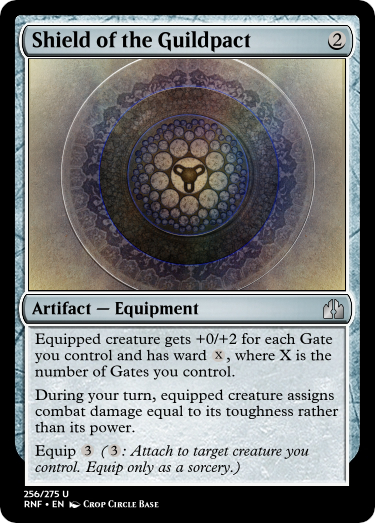 Shield of the Guildpact 2
Artifact — Equipment
Equipped creature gets +0/+2 for each Gate
you control and has ward X, where X is the
number of Gates you control.
During your turn, equipped creature assigns
combat damage equal to its toughness rather
than its power.
Equip 3 (3: Attach to target creature you
control. Equip only as a sorcery.)
256/275 U
RNF • EN Crop Circle Base